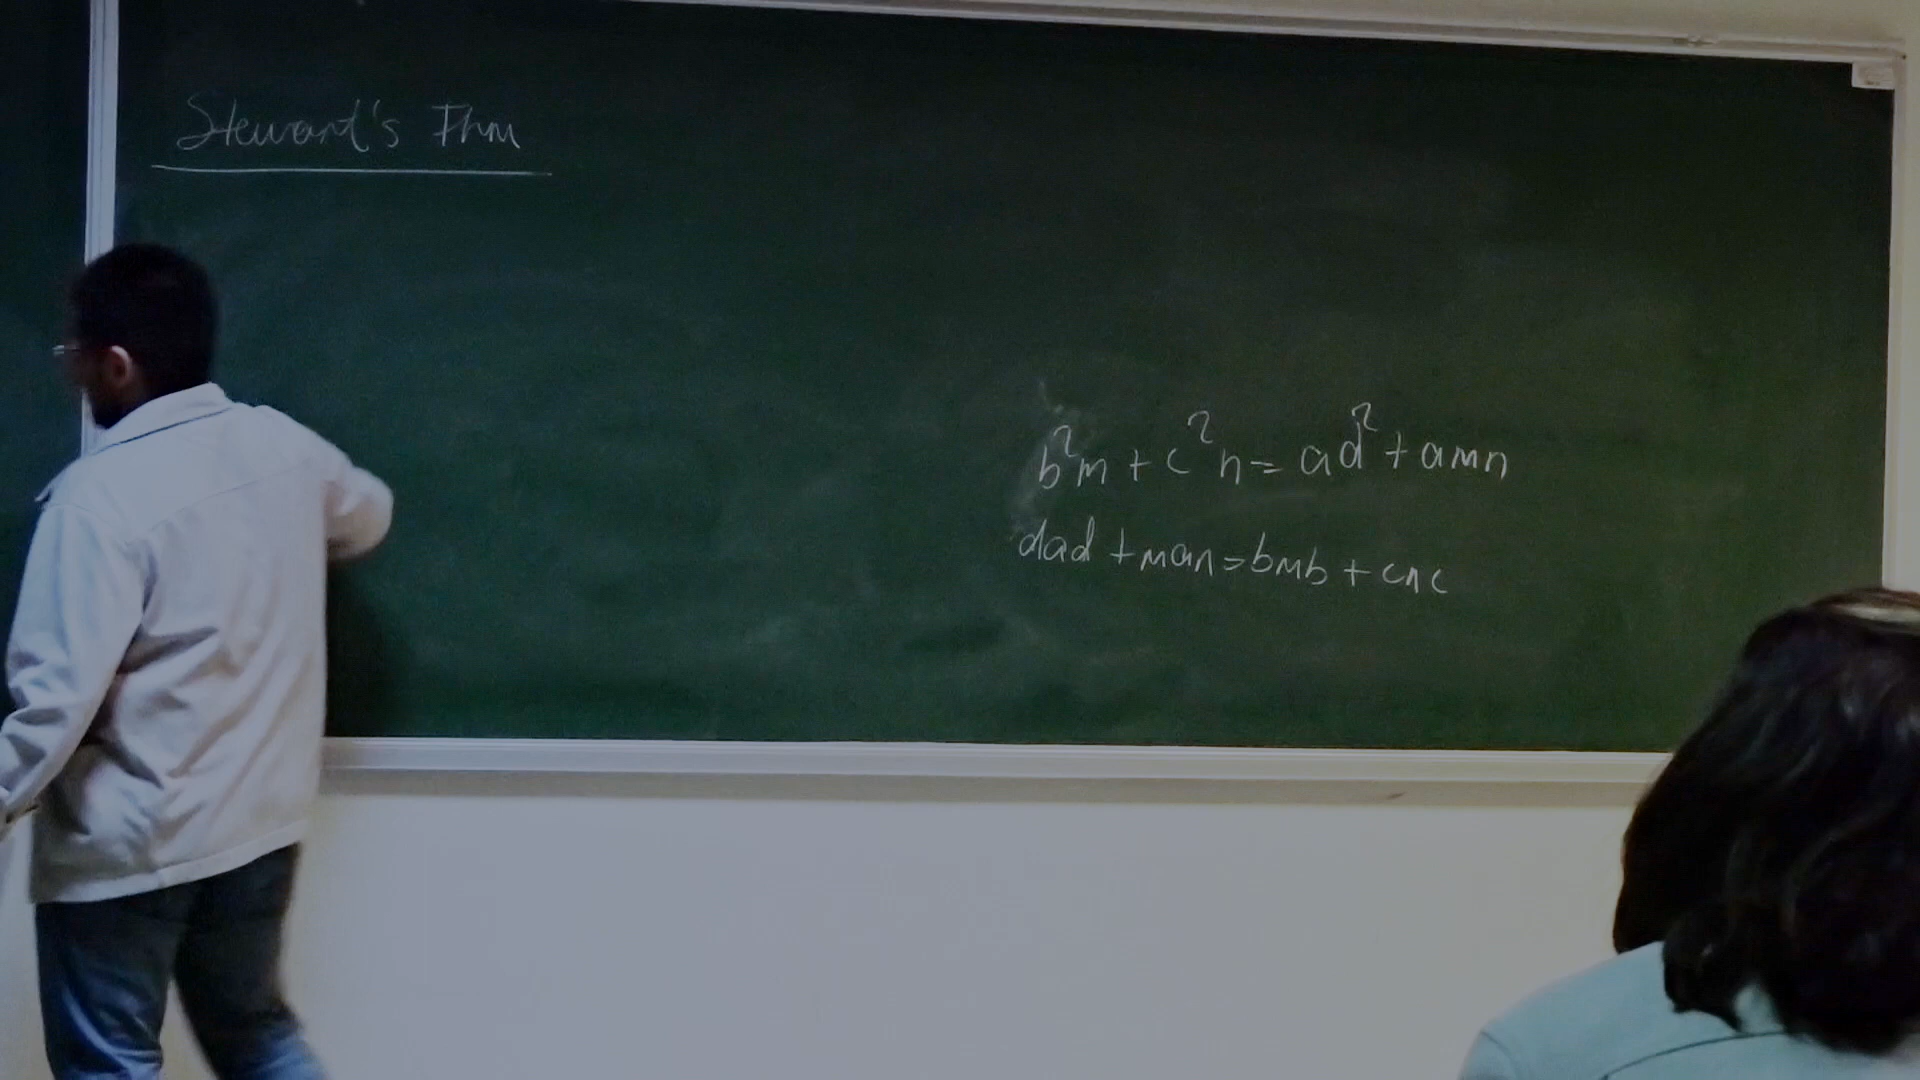 Stewart's Thm
b²m + c²n = ad² + amn
dad + man = bmb + cnc